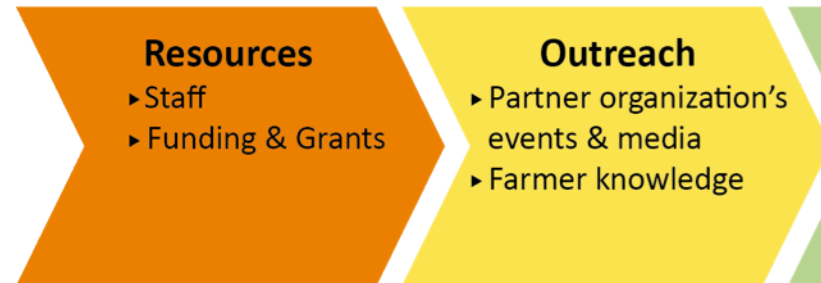 Resources
▸Staff
▸Funding & Grants
Outreach
▸Partner organization’s
events & media
▸Farmer knowledge